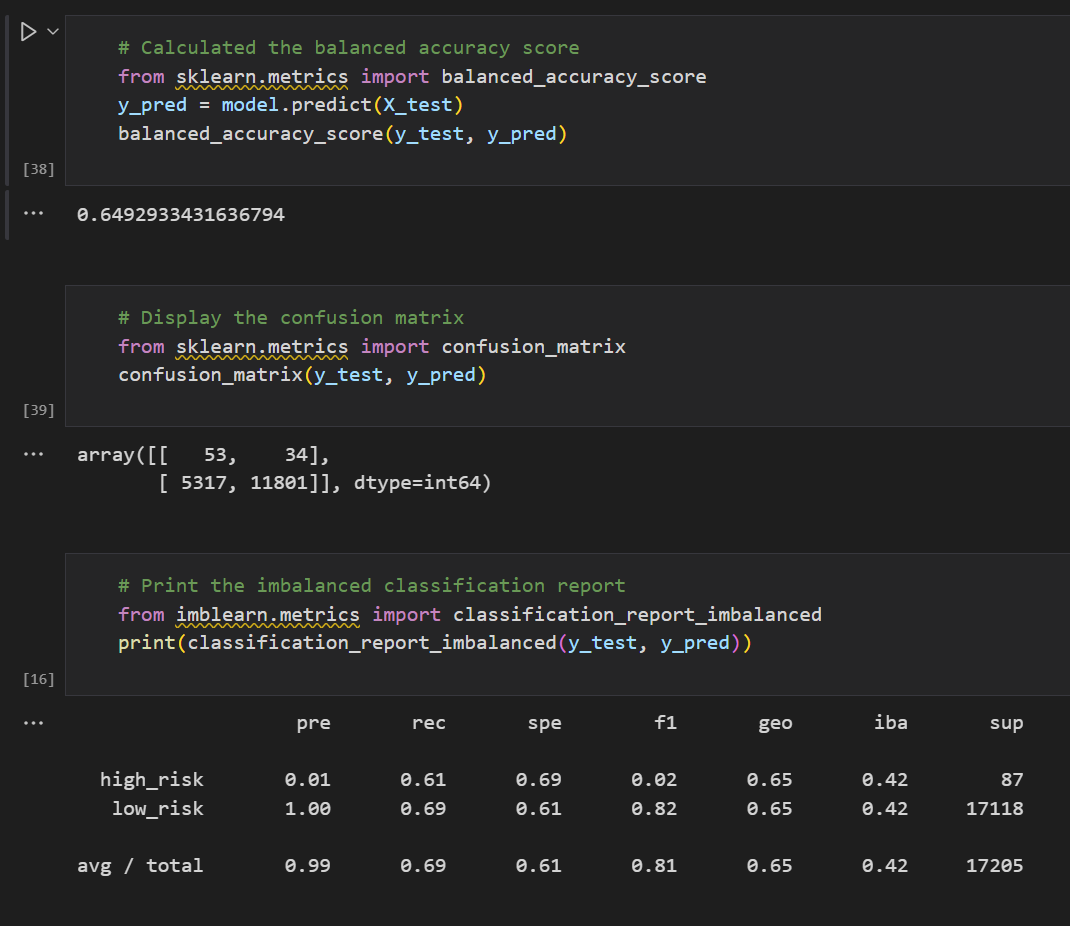 # Calculated the balanced accuracy score
from sklearn.metrics import balanced_accuracy_score
y_pred = model.predict(X_test)
balanced_accuracy_score(y_test, y_pred)
[38]
... 0.6492933431636794
# Display the confusion matrix
from sklearn.metrics import confusion_matrix
confusion_matrix(y_test, y_pred)
[39]
... array([[   53,    34],
       [ 5317, 11801]], dtype=int64)
# Print the imbalanced classification report
from imblearn.metrics import classification_report_imbalanced
print(classification_report_imbalanced(y_test, y_pred))
[16]
... pre rec spe f1 geo iba sup
high_risk 0.01 0.61 0.69 0.02 0.65 0.42 87
low_risk 1.00 0.69 0.61 0.82 0.65 0.42 17118
avg / total 0.99 0.69 0.61 0.81 0.65 0.42 17205